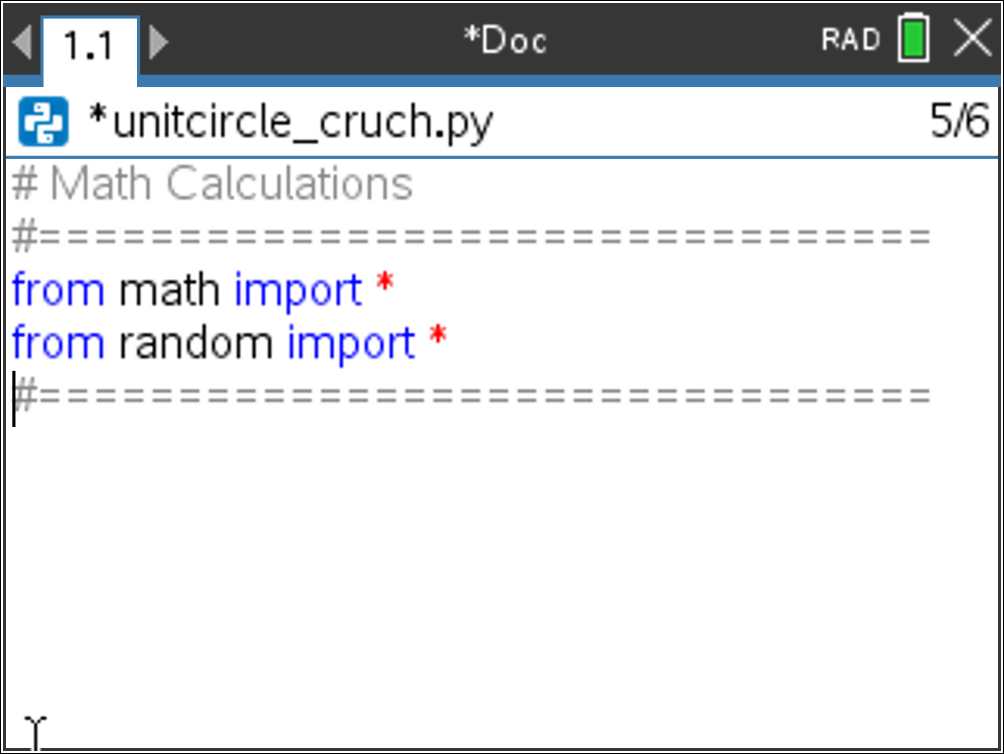 1.1
*Doc
RAD
*unitcircle_cruch.py
5/6
# Math Calculations
#================================
from math import *
from random import *
#================================